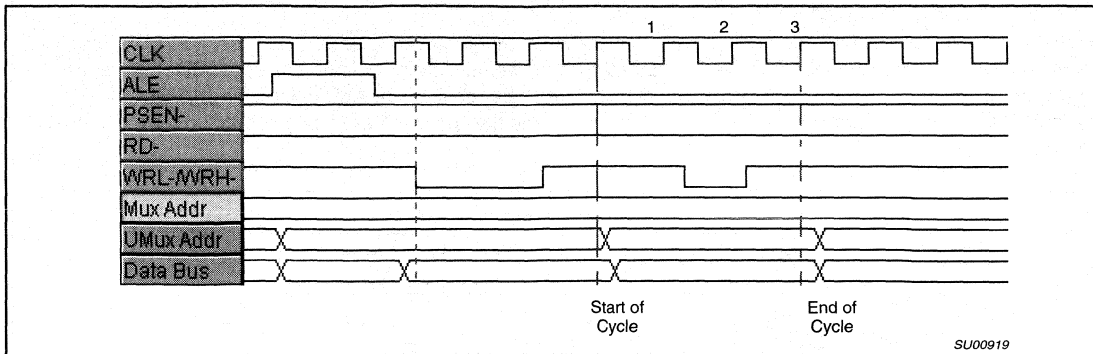 1 2 3
CLK
ALE
PSEN-
RD-
WRL-/WRH-
Mux Addr
UMux Addr
Data Bus
Start of
Cycle
End of
Cycle
SU00919